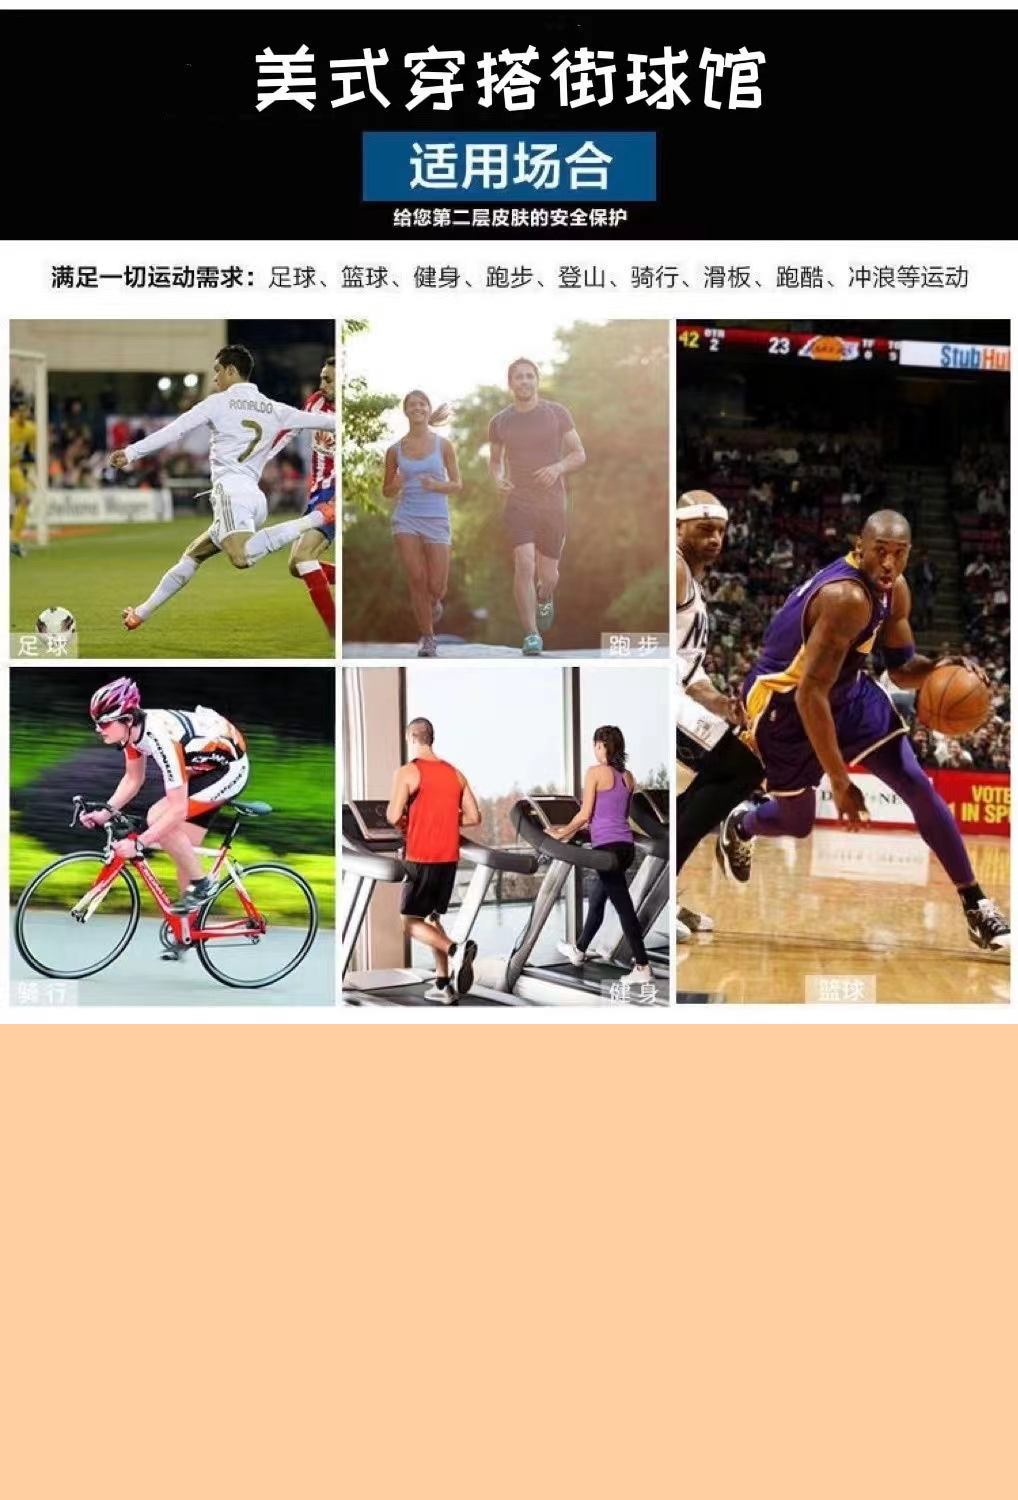 美式穿搭街球馆
适用场合
给您第二层皮肤的安全保护
满足一切运动需求：足球、篮球、健身、跑步、登山、骑行、滑板、跑酷、冲浪等运动
RONALDO
7
足球
跑步
42
2
23
StubHu
VOTE
1 IN SP
骑行
健身
篮球